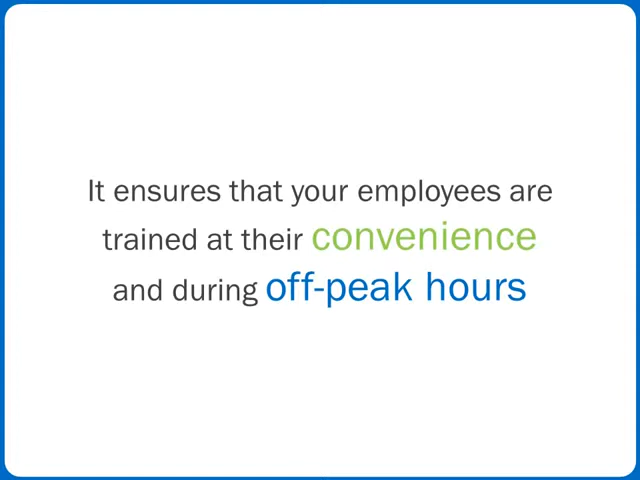 It ensures that your employees are
trained at their convenience
and during off-peak hours